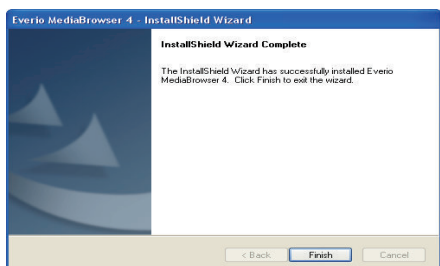 Everio MediaBrowser 4 - InstallShield Wizard
InstallShield Wizard Complete
The InstallShield Wizard has successfully installed Everio
MediaBrowser 4. Click Finish to exit the wizard.
< Back Finish Cancel